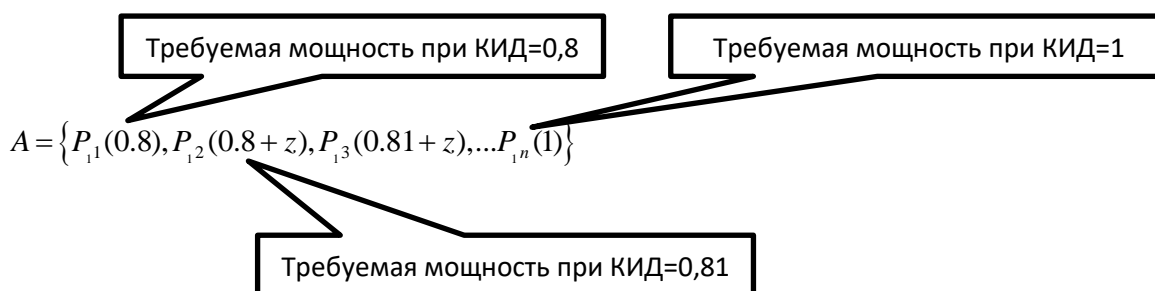 Требуемая мощность при КИД=0,8
Требуемая мощность при КИД=1
A = {P₁1(0.8), P₁2(0.8 + z), P₁3(0.81 + z),...P₁n(1)}
Требуемая мощность при КИД=0,81